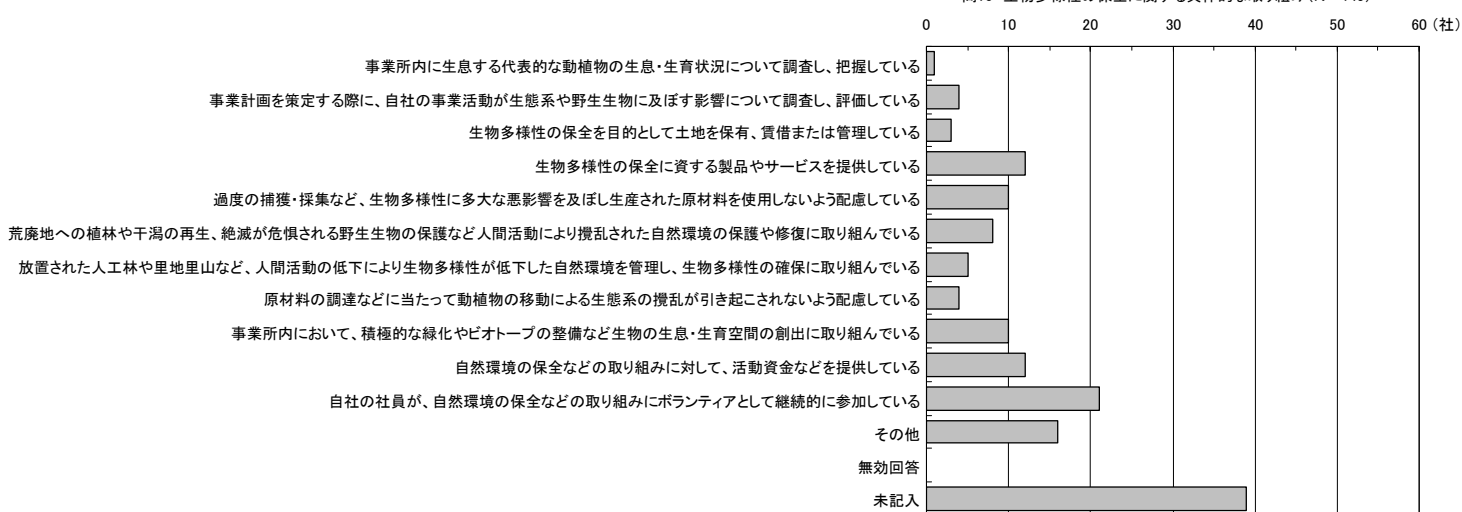 0 10 20 30 40 50 60 (社)
事業所内に生息する代表的な動植物の生息・生育状況について調査し、把握している
事業計画を策定する際に、自社の事業活動が生態系や野生生物に及ぼす影響について調査し、評価している
生物多様性の保全を目的として土地を保有、賃借または管理している
生物多様性の保全に資する製品やサービスを提供している
過度の捕獲・採集など、生物多様性に多大な悪影響を及ぼし生産された原材料を使用しないよう配慮している
荒廃地への植林や干潟の再生、絶滅が危惧される野生生物の保護など人間活動により攪乱された自然環境の保護や修復に取り組んでいる
放置された人工林や里地里山など、人間活動の低下により生物多様性が低下した自然環境を管理し、生物多様性の確保に取り組んでいる
原材料の調達などに当たって動植物の移動による生態系の攪乱が引き起こされないよう配慮している
事業所内において、積極的な緑化やビオトープの整備など生物の生息・生育空間の創出に取り組んでいる
自然環境の保全などの取り組みに対して、活動資金などを提供している
自社の社員が、自然環境の保全などの取り組みにボランティアとして継続的に参加している
その他
無効回答
未記入